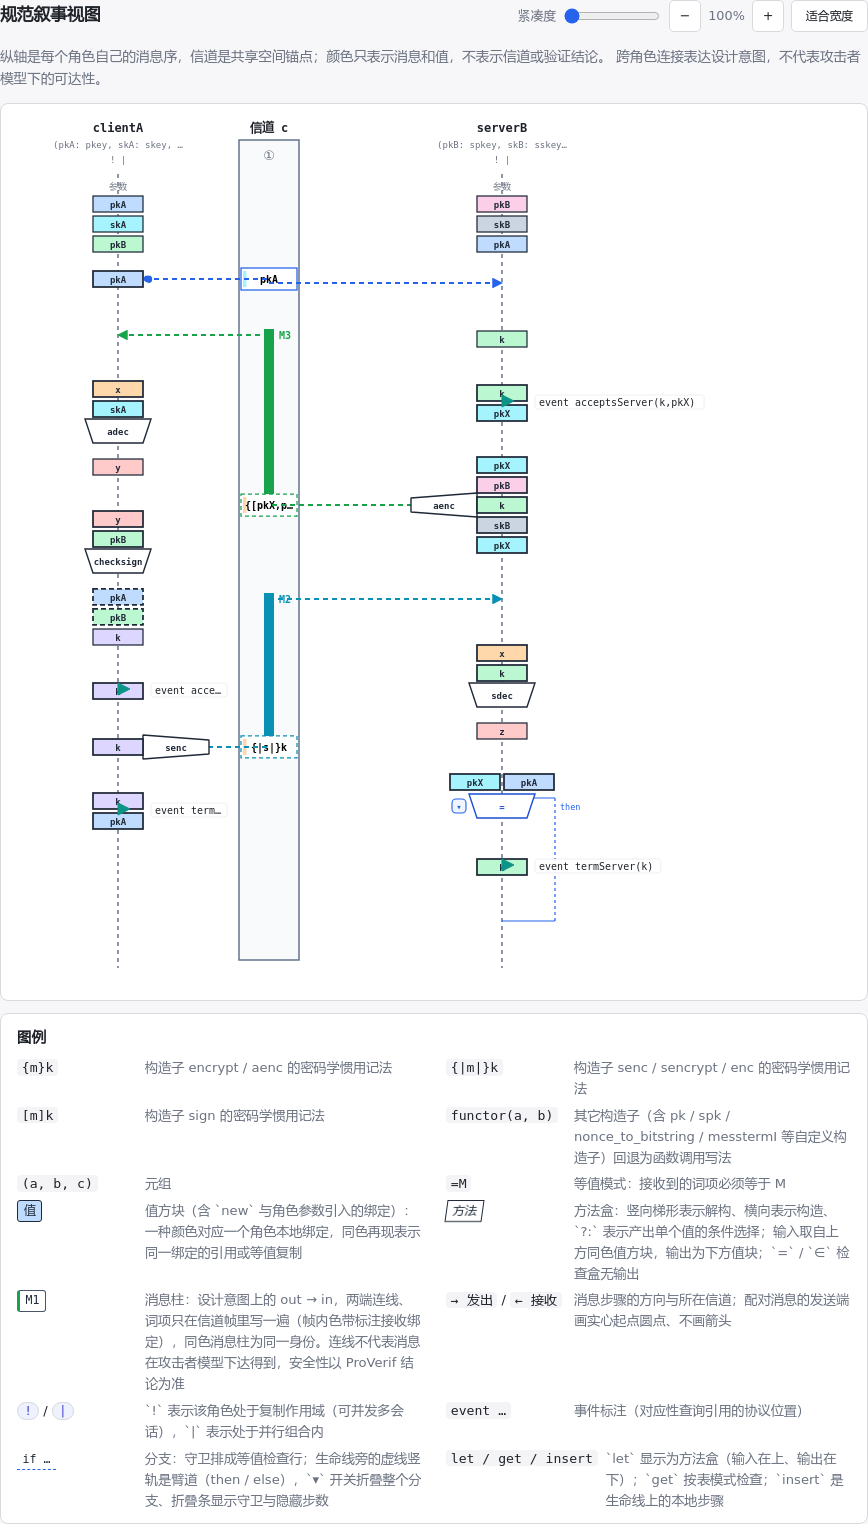 规范叙事视图
紧凑度 − 100% + 适合宽度
纵轴是每个角色自己的消息序，信道是共享空间锚点；颜色只表示消息和值，不表示信道或验证结论。 跨角色连接表达设计意图，不代表攻击者
模型下的可达性。
clientA 信道 c serverB
(pkA: pkey, skA: skey, … ① (pkB: spkey, skB: sskey…
! | ! |
参数 参数
pkA pkB
skA skB
pkB pkA
pkA pkA
M3 k
x k event acceptsServer(k,pkX)
skA pkX
adec
y pkX
pkB
{[pkX,p… aenc k
y skB
pkB pkX
checksign
pkA M2
pkB
k x
k
event acce… sdec
z
k senc {|s|}k
pkX pkA
▾ = then
k event term…
pkA
event termServer(k)
图例
{m}k 构造子 encrypt / aenc 的密码学惯用记法
{|m|}k 构造子 senc / sencrypt / enc 的密码学惯用记
法
[m]k 构造子 sign 的密码学惯用记法
functor(a, b) 其它构造子（含 pk / spk /
nonce_to_bitstring / messtermI 等自定义构
造子）回退为函数调用写法
(a, b, c) 元组
=M 等值模式：接收到的词项必须等于 M
值 值方块（含 `new` 与角色参数引入的绑定）：
一种颜色对应一个角色本地绑定，同色再现表示
同一绑定的引用或等值复制
方法 方法盒：竖向梯形表示解构、横向表示构造、
`?:` 表示产出单个值的条件选择；输入取自上
方同色值方块，输出为下方值块；`=` / `∈` 检
查盒无输出
M1 消息柱：设计意图上的 out → in，两端连线、
词项只在信道帧里写一遍（帧内色带标注接收绑
定），同色消息柱为同一身份。连线不代表消息
在攻击者模型下达得到，安全性以 ProVerif 结
论为准
→ 发出 / ← 接收 消息步骤的方向与所在信道；配对消息的发送端
画实心起点圆点、不画箭头
! / | `!` 表示该角色处于复制作用域（可并发多会
话），`|` 表示处于并行组合内
event … 事件标注（对应性查询引用的协议位置）
if … 分支：守卫排成等值检查行；生命线旁的虚线竖
轨是臂道（then / else），`▾` 开关折叠整个分
支、折叠条显示守卫与隐藏步数
let / get / insert `let` 显示为方法盒（输入在上、输出在
下）；`get` 按表模式检查；`insert` 是
生命线上的本地步骤